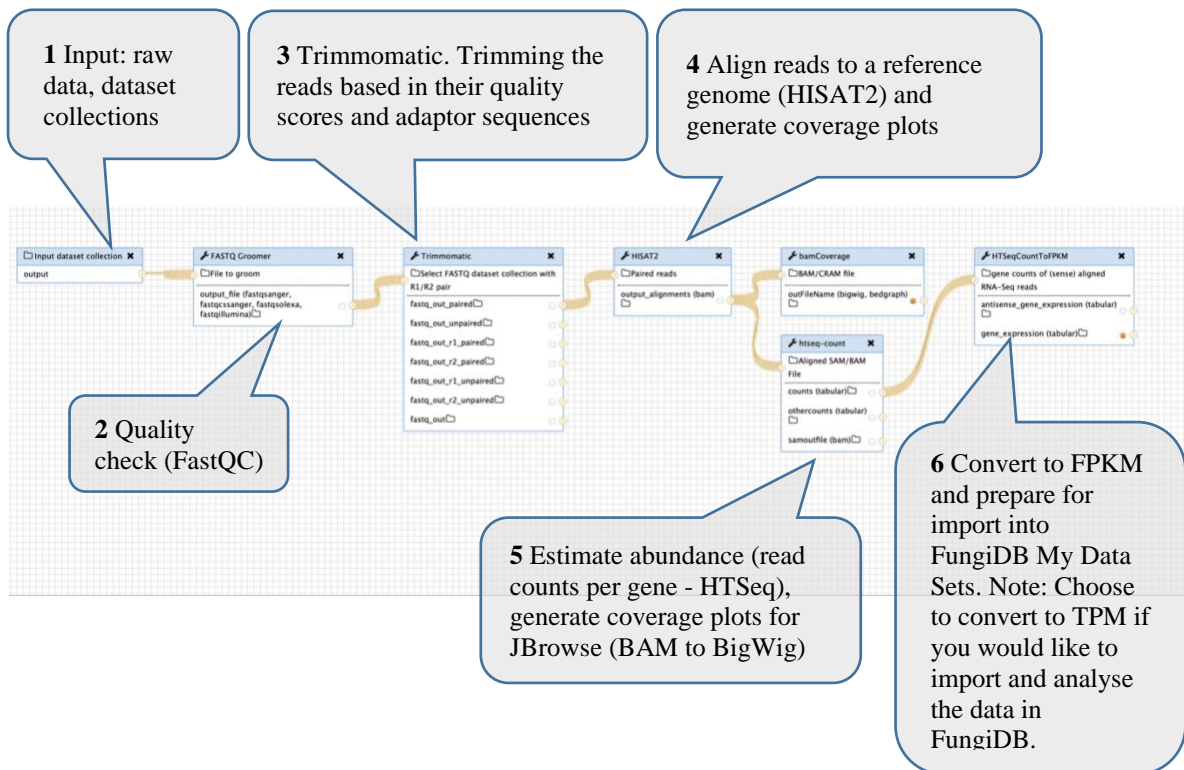 1 Input: raw
data, dataset
collections
3 Trimmomatic. Trimming the
reads based in their quality
scores and adaptor sequences
4 Align reads to a reference
genome (HISAT2) and
generate coverage plots
Input dataset collection
output
FASTQ Groomer
File to groom
output_file (fastqsanger,
fastqcssanger, fastqsolexa,
fastqillumina)
Trimmomatic
Select FASTQ dataset collection with
R1/R2 pair
fastq_out_paired
fastq_out_unpaired
fastq_out_r1_paired
fastq_out_r2_paired
fastq_out_r1_unpaired
fastq_out_r2_unpaired
fastq_out
HISAT2
Paired reads
output_alignments (bam)
bamCoverage
BAM/CRAM file
outFileName (bigwig, bedgraph)
htseq-count
Aligned SAM/BAM
File
counts (tabular)
othercounts (tabular)
samoutfile (bam)
HTSeqCountToFPKM
gene counts of (sense) aligned
RNA-Seq reads
antisense_gene_expression (tabular)
gene_expression (tabular)
2 Quality
check (FastQC)
5 Estimate abundance (read
counts per gene - HTSeq),
generate coverage plots for
JBrowse (BAM to BigWig)
6 Convert to FPKM
and prepare for
import into
FungiDB My Data
Sets. Note: Choose
to convert to TPM if
you would like to
import and analyse
the data in
FungiDB.